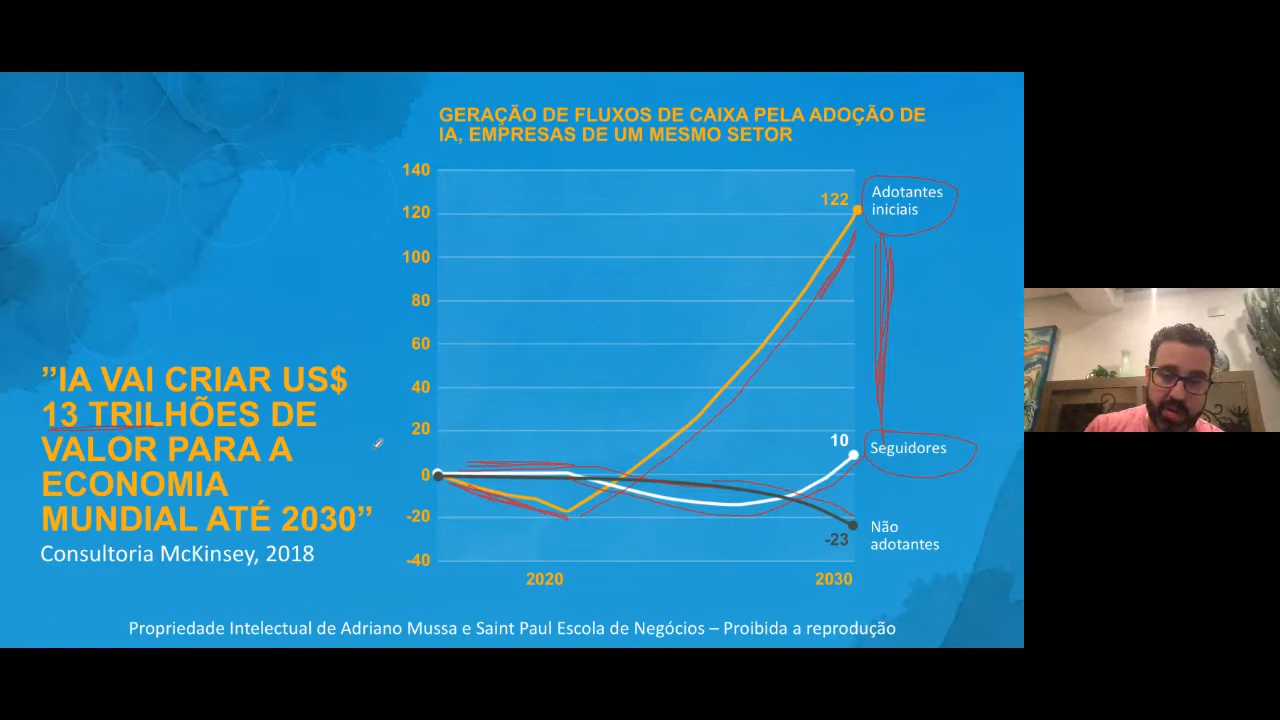 GERAÇÃO DE FLUXOS DE CAIXA PELA ADOÇÃO DE
IA, EMPRESAS DE UM MESMO SETOR
140
120
100
80
60
40
20
0
-20
-40
122
Adotantes
iniciais
10
Seguidores
-23
Não
adotantes
2020
2030
”IA VAI CRIAR US$
13 TRILHÕES DE
VALOR PARA A
ECONOMIA
MUNDIAL ATÉ 2030”
Consultoria McKinsey, 2018
Propriedade Intelectual de Adriano Mussa e Saint Paul Escola de Negócios – Proibida a reprodução